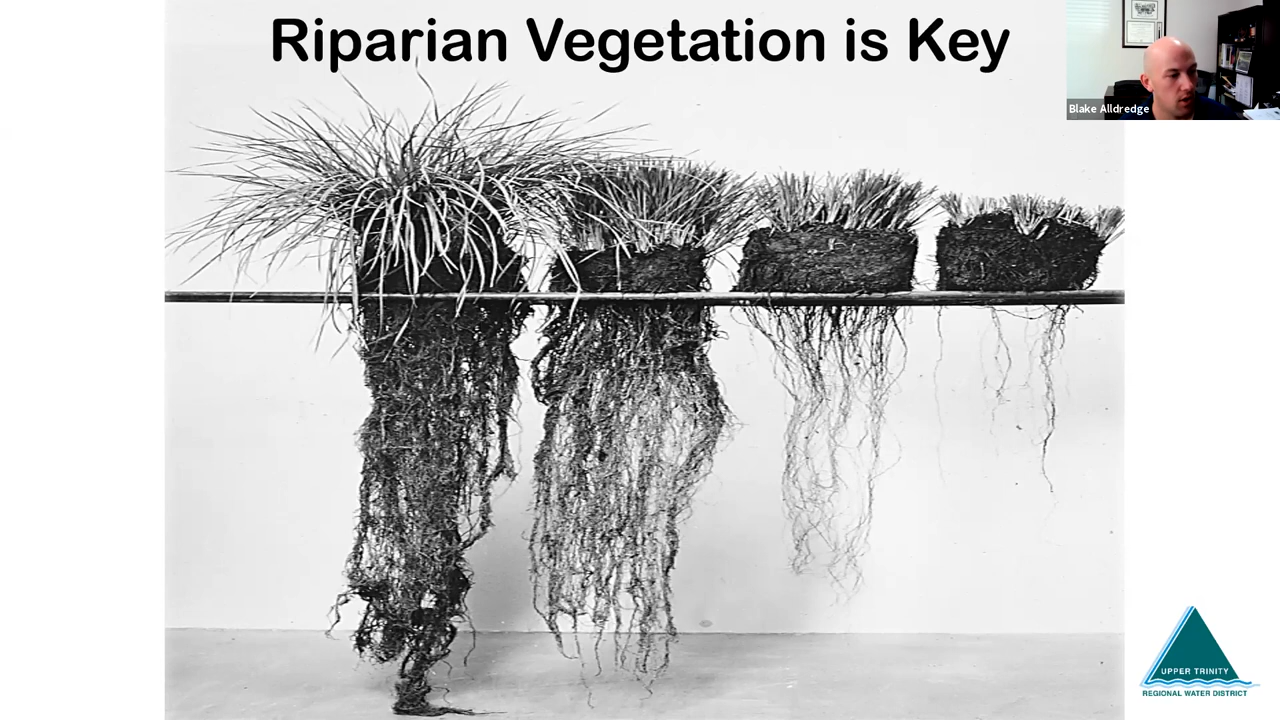 Riparian Vegetation is Key
Blake Alldredge
UPPER TRINITY
REGIONAL WATER DISTRICT